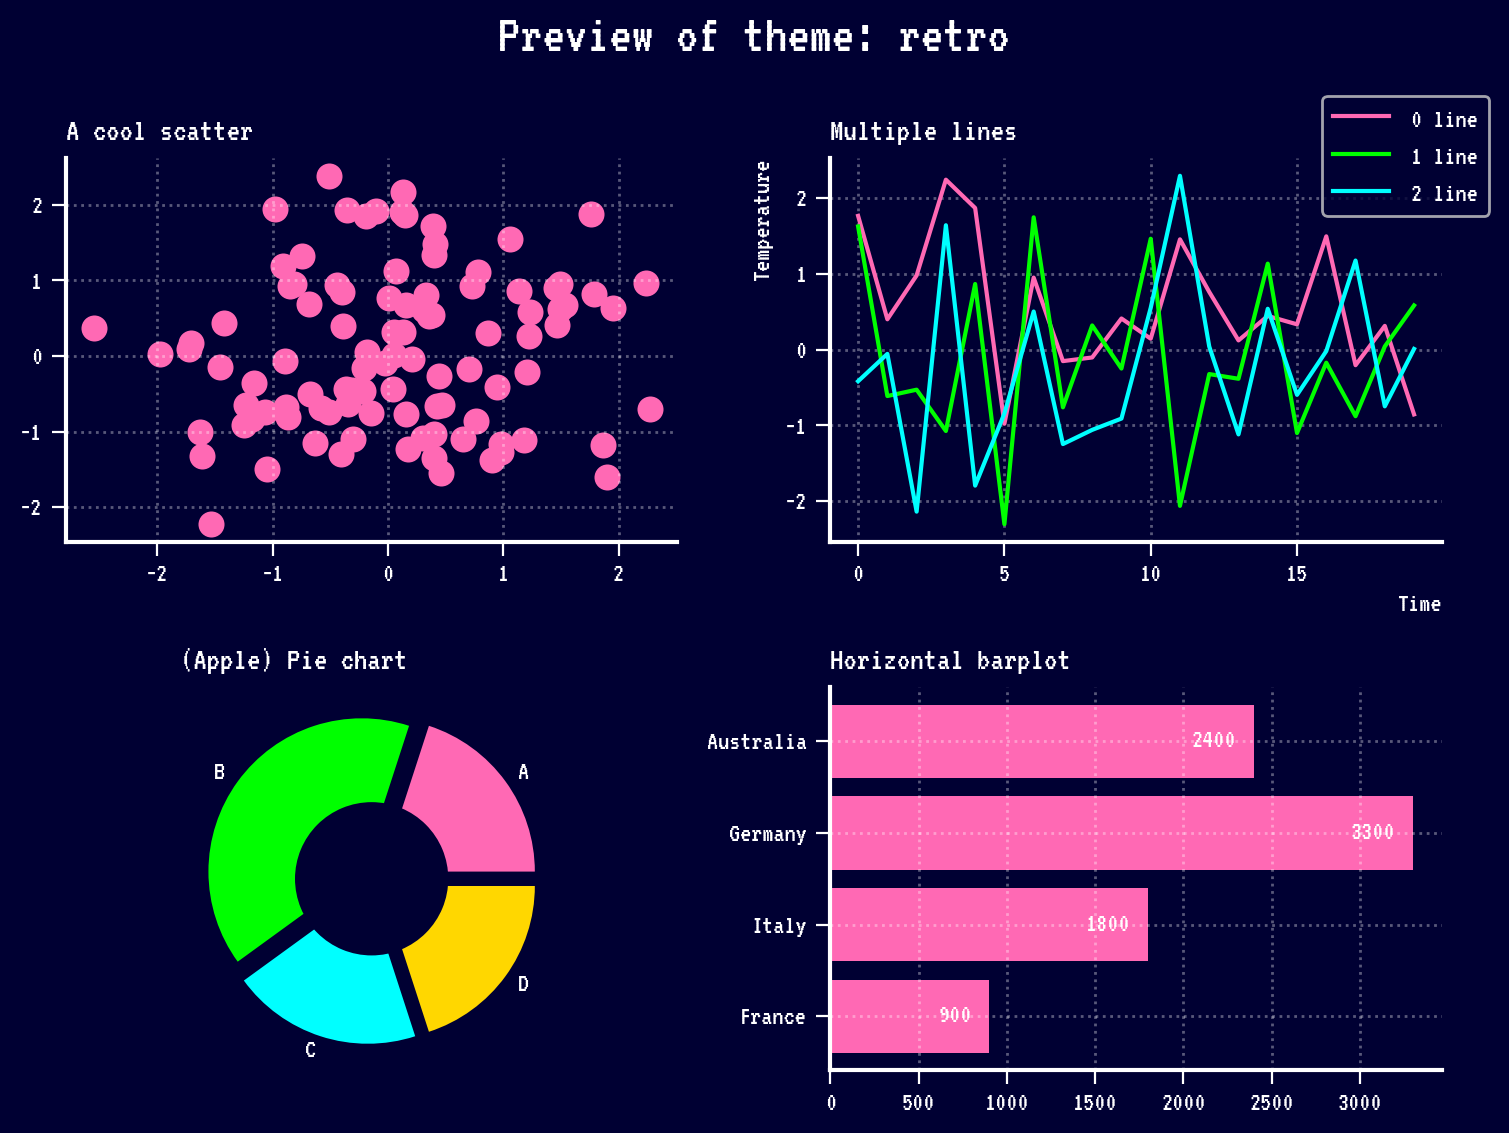 Preview of theme: retro
A cool scatter
2
1
0
-1
-2
-2 -1 0 1 2
Multiple lines
Temperature
2
1
0
-1
-2
0 5 10 15
Time
0 line
1 line
2 line
(Apple) Pie chart
A
B
C
D
Horizontal barplot
Australia 2400
Germany 3300
Italy 1800
France 900
0 500 1000 1500 2000 2500 3000